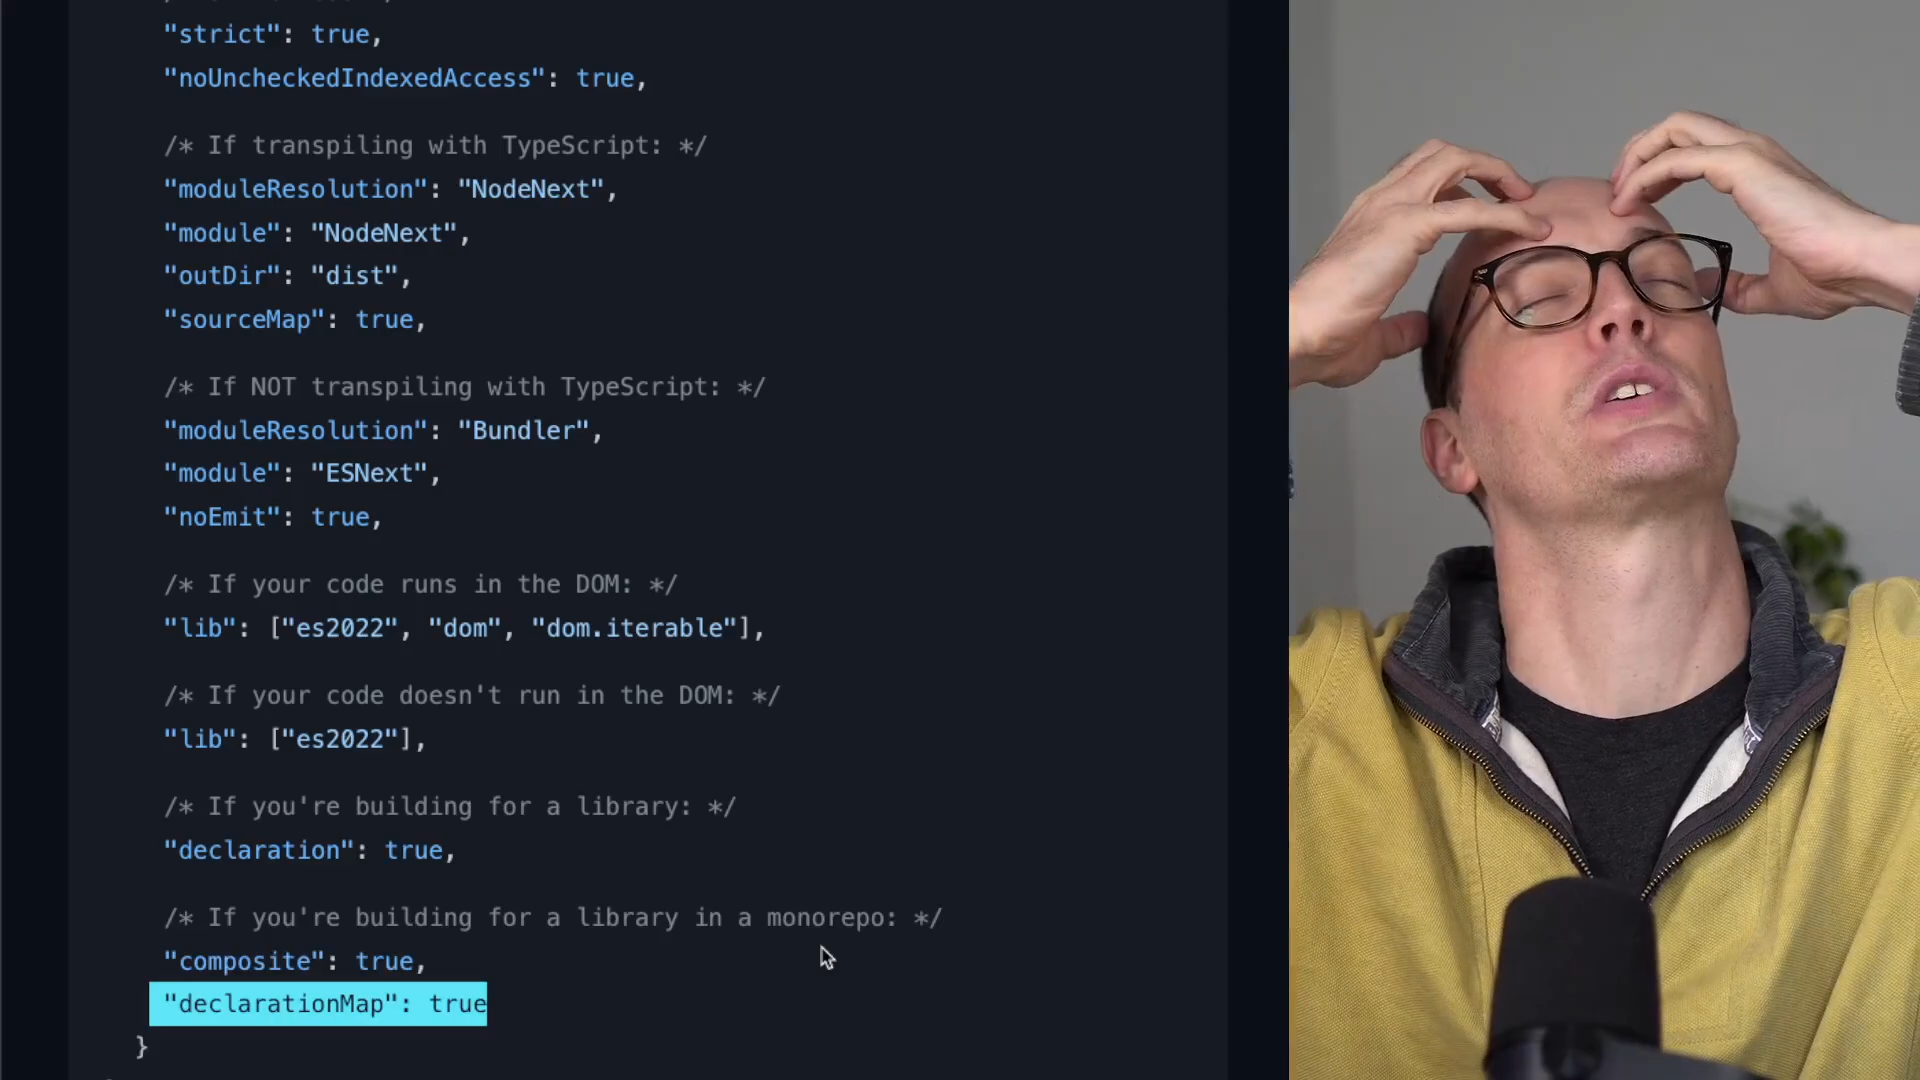 "strict": true,
"noUncheckedIndexedAccess": true,
/* If transpiling with TypeScript: */
"moduleResolution": "NodeNext",
"module": "NodeNext",
"outDir": "dist",
"sourceMap": true,
/* If NOT transpiling with TypeScript: */
"moduleResolution": "Bundler",
"module": "ESNext",
"noEmit": true,
/* If your code runs in the DOM: */
"lib": ["es2022", "dom", "dom.iterable"],
/* If your code doesn't run in the DOM: */
"lib": ["es2022"],
/* If you're building for a library: */
"declaration": true,
/* If you're building for a library in a monorepo: */
"composite": true,
"declarationMap": true
}